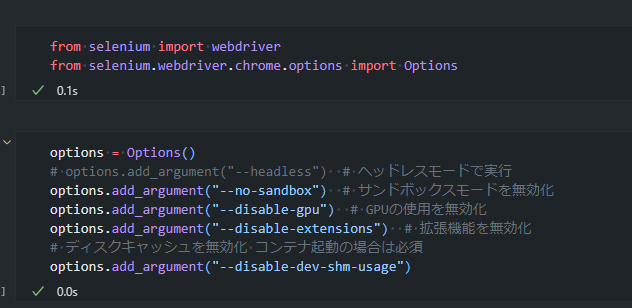 from selenium import webdriver
from selenium.webdriver.chrome.options import Options
] ✓ 0.1s
options = Options()
# options.add_argument("--headless") # ヘッドレスモードで実行
options.add_argument("--no-sandbox") # サンドボックスモードを無効化
options.add_argument("--disable-gpu") # GPUの使用を無効化
options.add_argument("--disable-extensions") # 拡張機能を無効化
# ディスクキャッシュを無効化 コンテナ起動の場合は必須
options.add_argument("--disable-dev-shm-usage")
] ✓ 0.0s